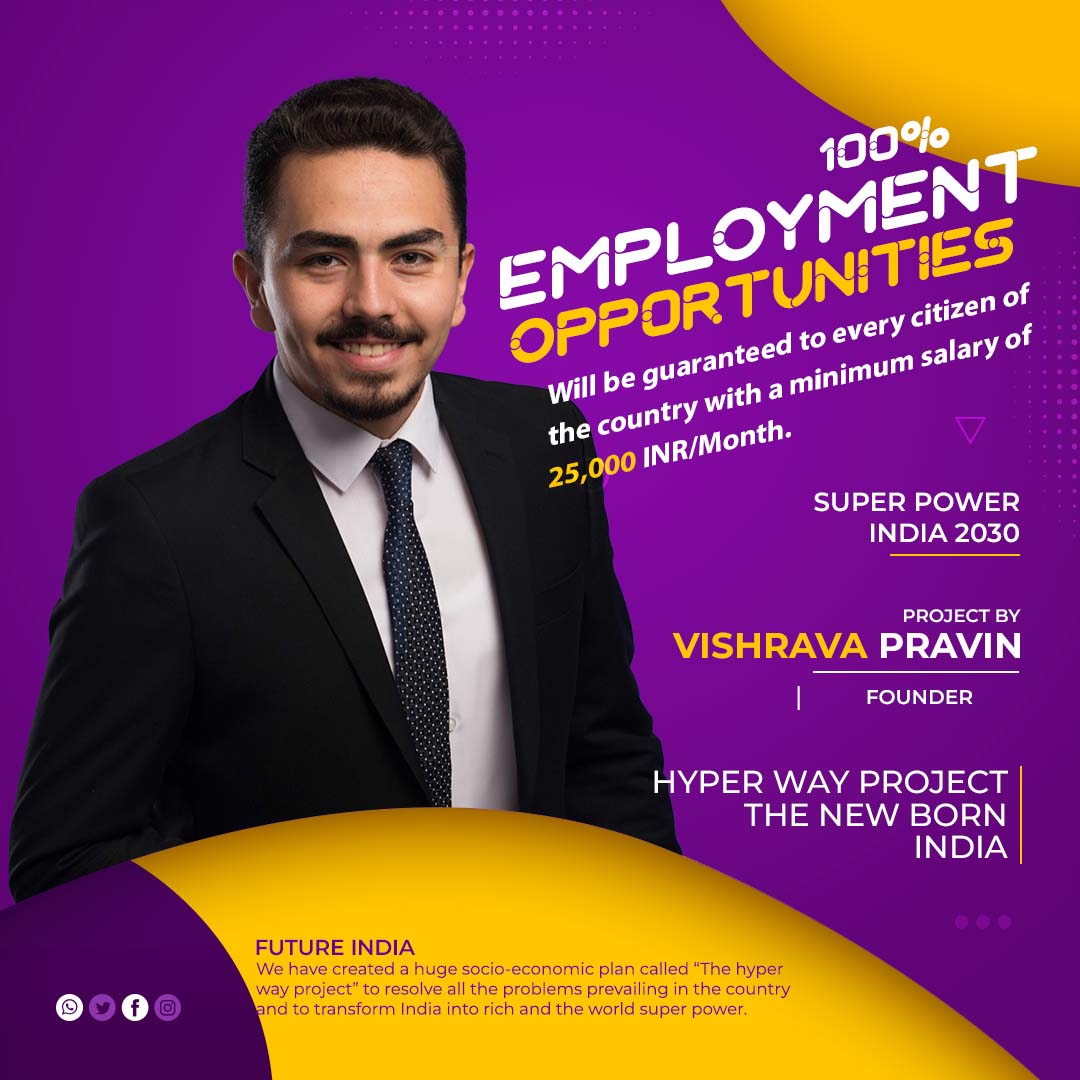 100%
EMPLOYMENT
OPPORTUNITIES
Will be guaranteed to every citizen of
the country with a minimum salary of
25,000 INR/Month.
SUPER POWER
INDIA 2030
PROJECT BY
VISHRAVA PRAVIN
| FOUNDER
HYPER WAY PROJECT
THE NEW BORN
INDIA
FUTURE INDIA
We have created a huge socio-economic plan called “The hyper
way project” to resolve all the problems prevailing in the country
and to transform India into rich and the world super power.